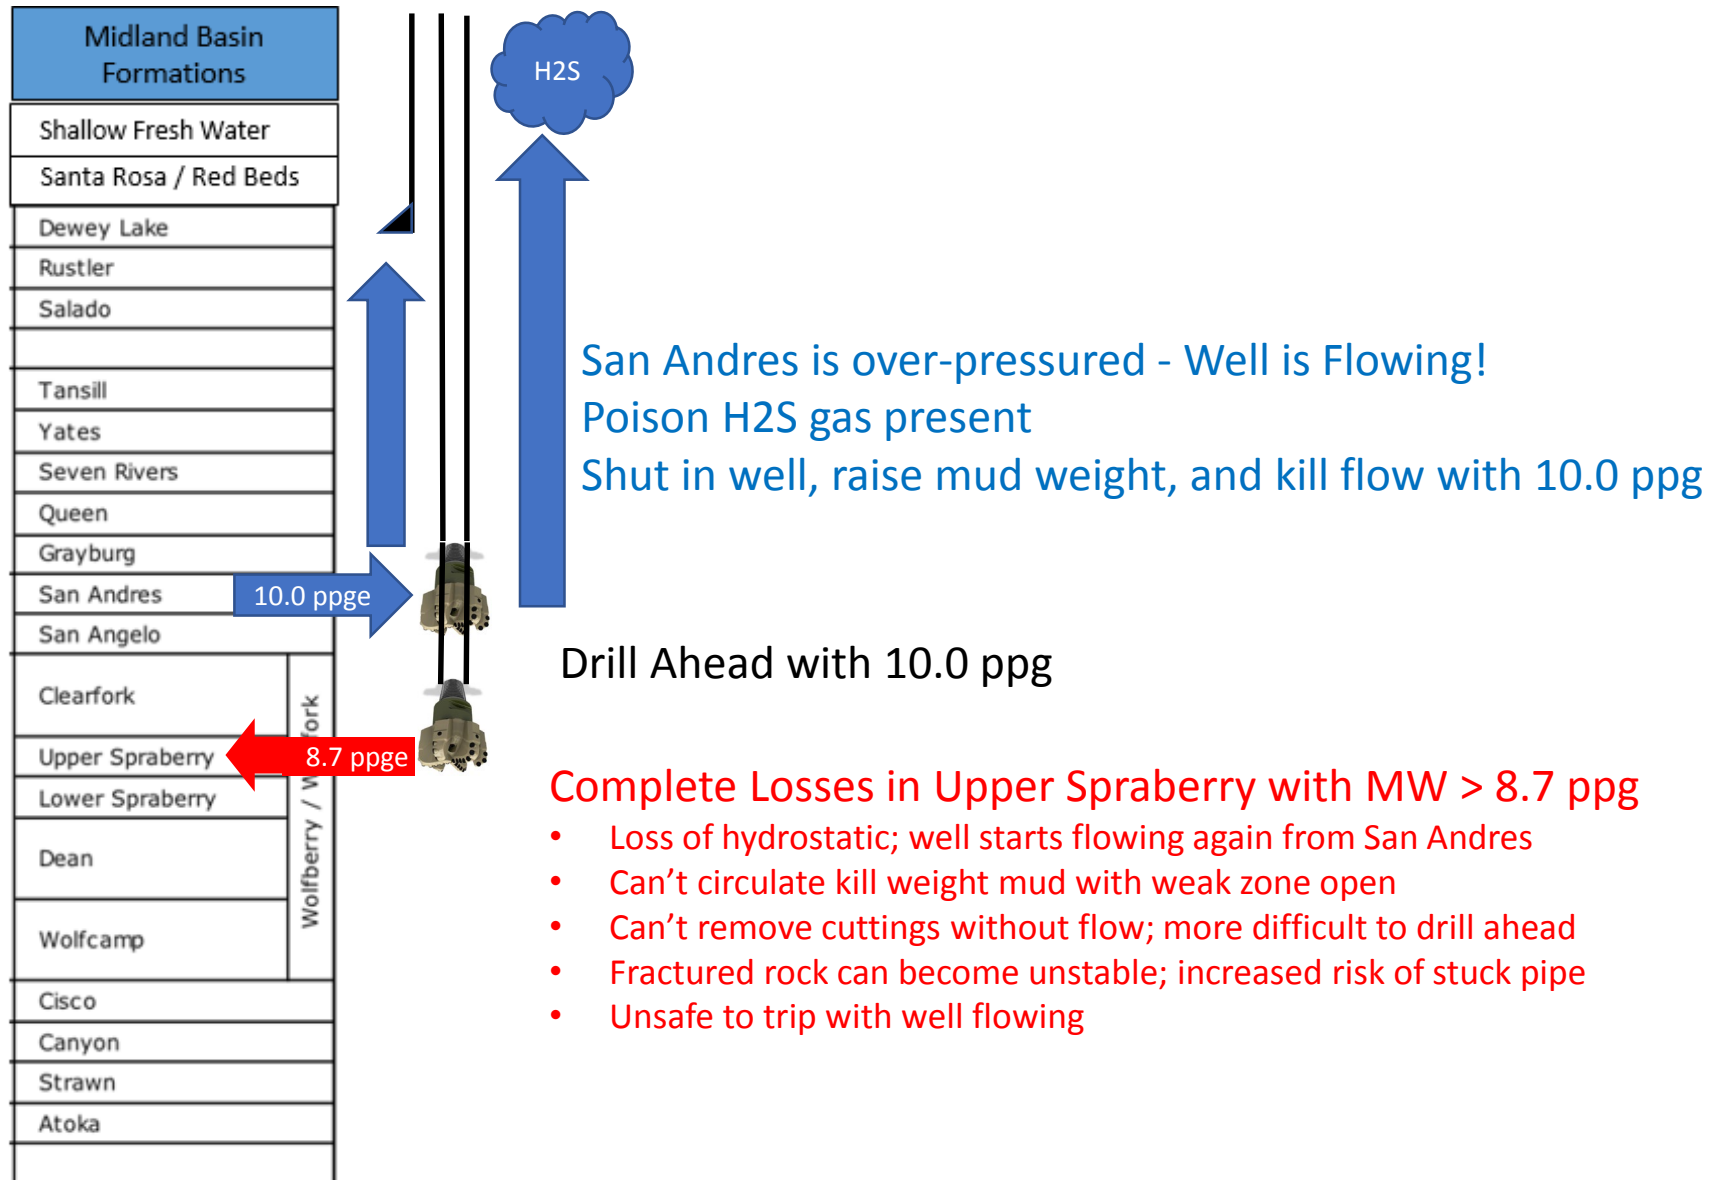 Midland Basin
Formations
Shallow Fresh Water
Santa Rosa / Red Beds
Dewey Lake
Rustler
Salado
Tansill
Yates
Seven Rivers
Queen
Grayburg
San Andres
San Angelo
Clearfork
Upper Spraberry
Lower Spraberry
Dean
Wolfcamp
Cisco
Canyon
Strawn
Atoka
Wolfberry /
fork
H2S
10.0 ppge
8.7 ppge
San Andres is over-pressured - Well is Flowing!
Poison H2S gas present
Shut in well, raise mud weight, and kill flow with 10.0 ppg
Drill Ahead with 10.0 ppg
Complete Losses in Upper Spraberry with MW > 8.7 ppg
• Loss of hydrostatic; well starts flowing again from San Andres
• Can't circulate kill weight mud with weak zone open
• Can't remove cuttings without flow; more difficult to drill ahead
• Fractured rock can become unstable; increased risk of stuck pipe
• Unsafe to trip with well flowing